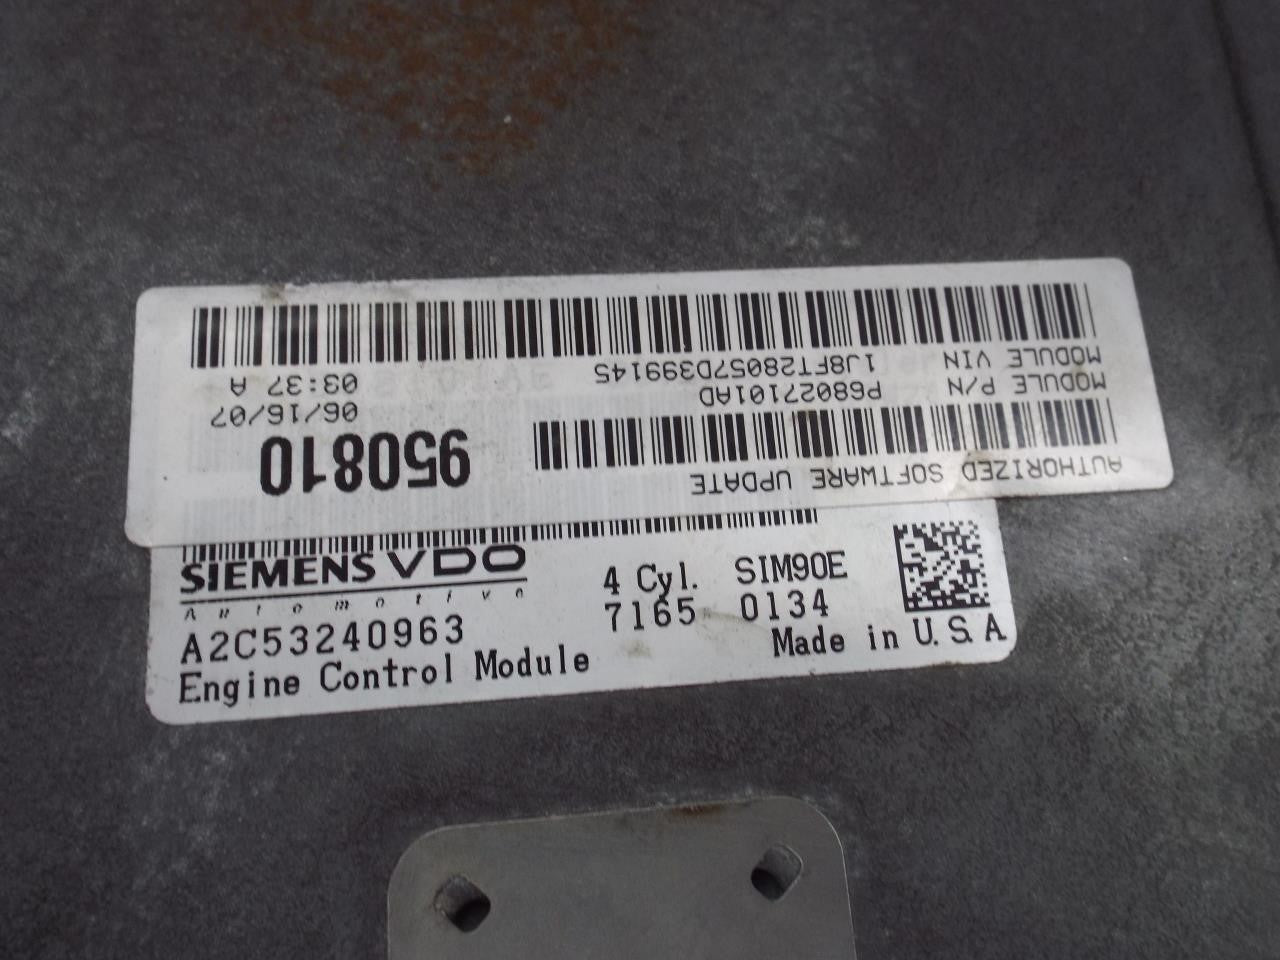 AUTHORIZED SOFTWARE UPDATE
950810
MODULE P/N P68027101AD
06/16/07
MODULE VIN 1J8FT28057D399145
03:37 A
SIEMENS VDO
Automotive
4 Cyl. SIM90E
7165 0134
A2C53240963
Engine Control Module
Made in U.S.A